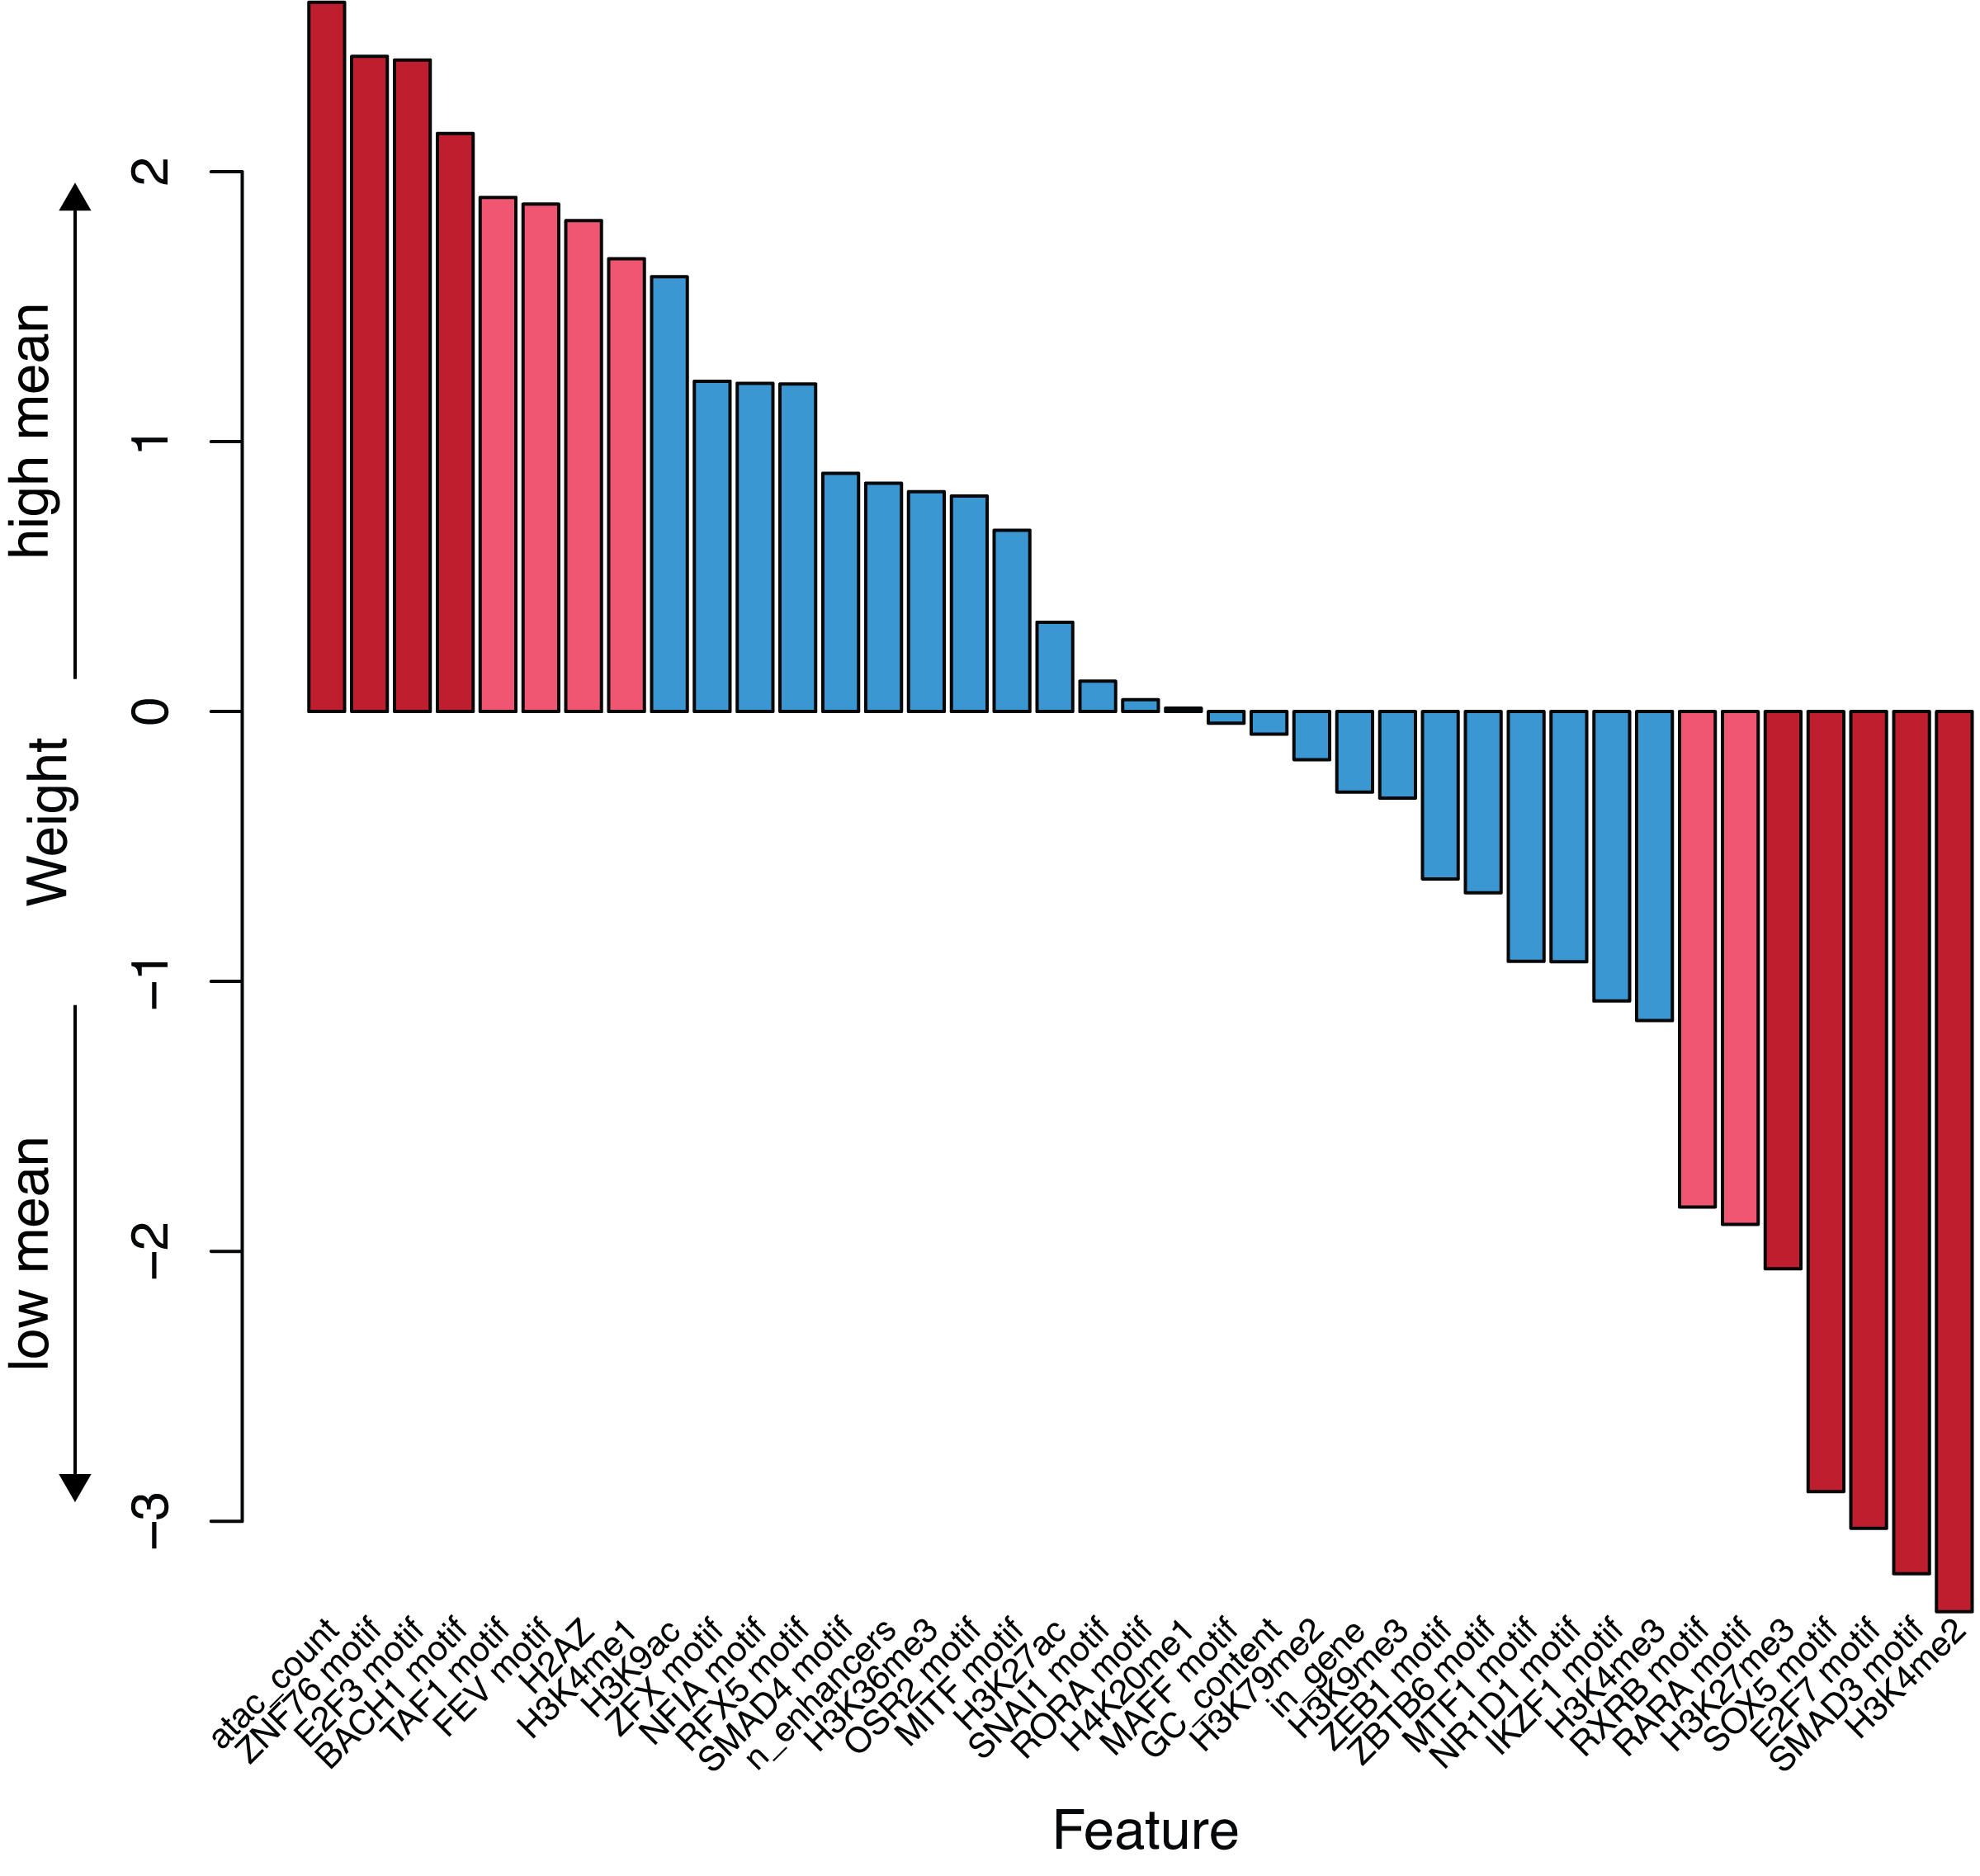 high mean
Weight
low mean
2
1
0
−1
−2
−3
atac_count
ZNF76 motif
E2F3 motif
BACH1 motif
TAF1 motif
FEV motif
H2AZ
H3K4me1
H3K9ac
ZFX motif
NFIA motif
RFX5 motif
SMAD4 motif
n_enhancers
H3K36me3
OSR2 motif
MITF motif
H3K27ac
SNAI1 motif
RORA motif
H4K20me1
MAFF motif
GC_content
H3K79me2
in_gene
H3K9me3
ZEB1 motif
ZBTB6 motif
MTF1 motif
NR1D1 motif
IKZF1 motif
H3K4me3
RXRB motif
RARA motif
H3K27me3
SOX5 motif
E2F7 motif
SMAD3 motif
H3K4me2
Feature